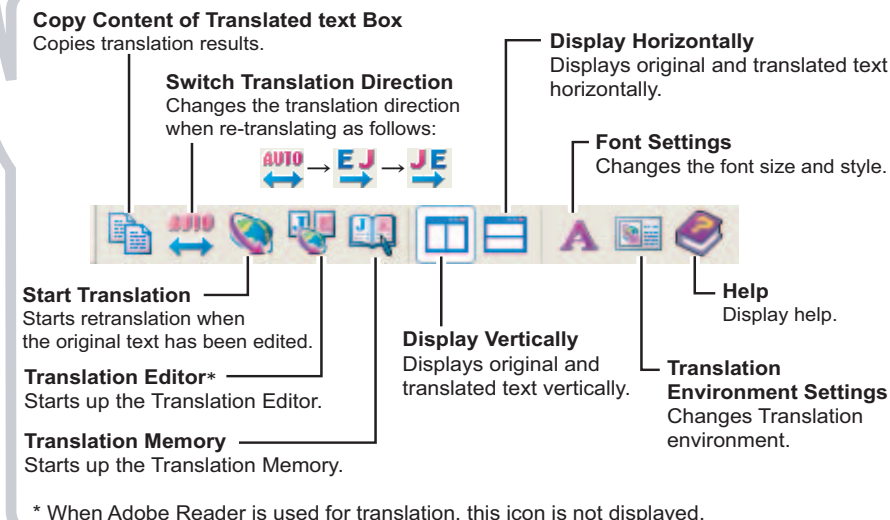 Copy Content of Translated text Box
Copies translation results.
Switch Translation Direction
Changes the translation direction
when re-translating as follows:
AUTO → E J → J E
Display Horizontally
Displays original and translated text
horizontally.
Font Settings
Changes the font size and style.
AUTO
J
J
A
?
Start Translation
Starts retranslation when
the original text has been edited.
Translation Editor*
Starts up the Translation Editor.
Translation Memory
Starts up the Translation Memory.
Display Vertically
Displays original and
translated text vertically.
Help
Display help.
Translation
Environment Settings
Changes Translation
environment.
* When Adobe Reader is used for translation, this icon is not displayed.